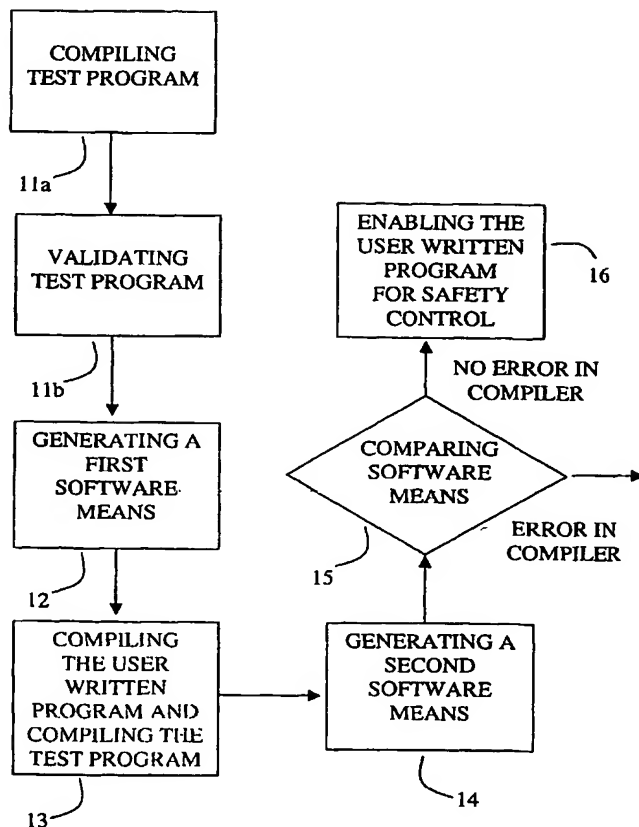 COMPILING
TEST PROGRAM
11a
VALIDATING
TEST PROGRAM
11b
GENERATING A
FIRST
SOFTWARE
MEANS
12
COMPILING
THE USER
WRITTEN
PROGRAM AND
COMPILING THE
TEST PROGRAM
13
GENERATING A
SECOND
SOFTWARE
MEANS
14
COMPARING
SOFTWARE
MEANS
15
ERROR IN
COMPILER
NO ERROR IN
COMPILER
ENABLING THE
USER WRITTEN
PROGRAM
FOR SAFETY
CONTROL
16